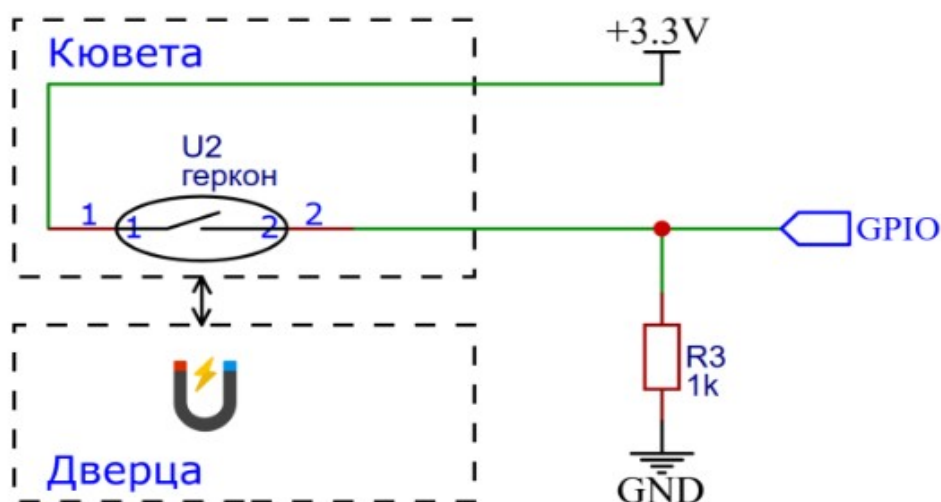 Кювета
+3.3V
U2
геркон
1
1
2
2
GPIO
R3
1k
Дверца
GND